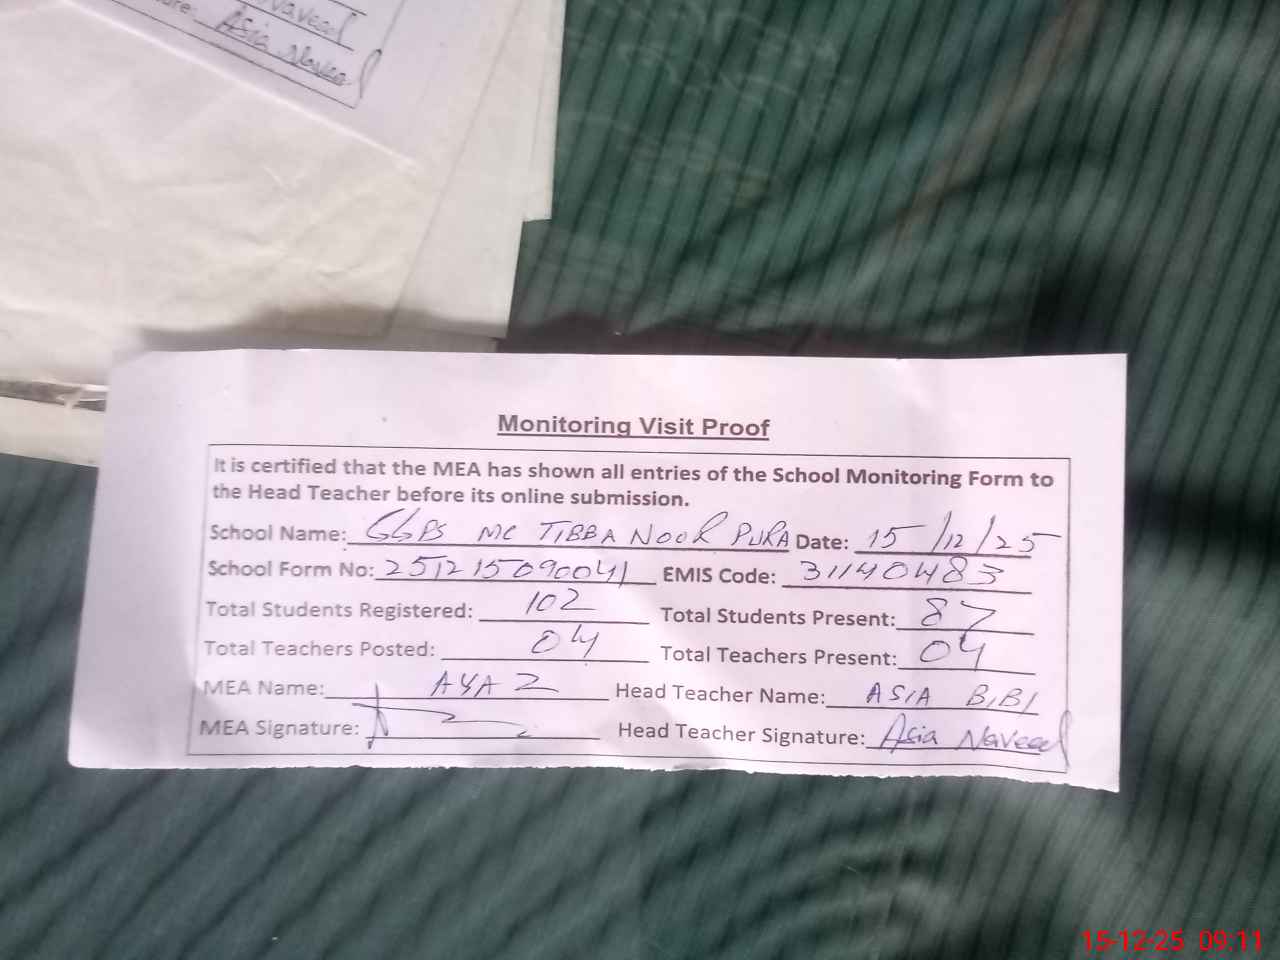 Naveed
ure: Asia Naveed
Monitoring Visit Proof
It is certified that the MEA has shown all entries of the School Monitoring Form to
the Head Teacher before its online submission.
School Name: GGPS MC TIBBA NOOR PURA Date: 15/12/25
School Form No: 251215090041 EMIS Code: 31140483
Total Students Registered: 102 Total Students Present: 87
Total Teachers Posted: 04 Total Teachers Present: 04
MEA Name: AYAZ Head Teacher Name: ASIA BIBI
MEA Signature: Head Teacher Signature: Asia Naveed
15-12-25 09:11